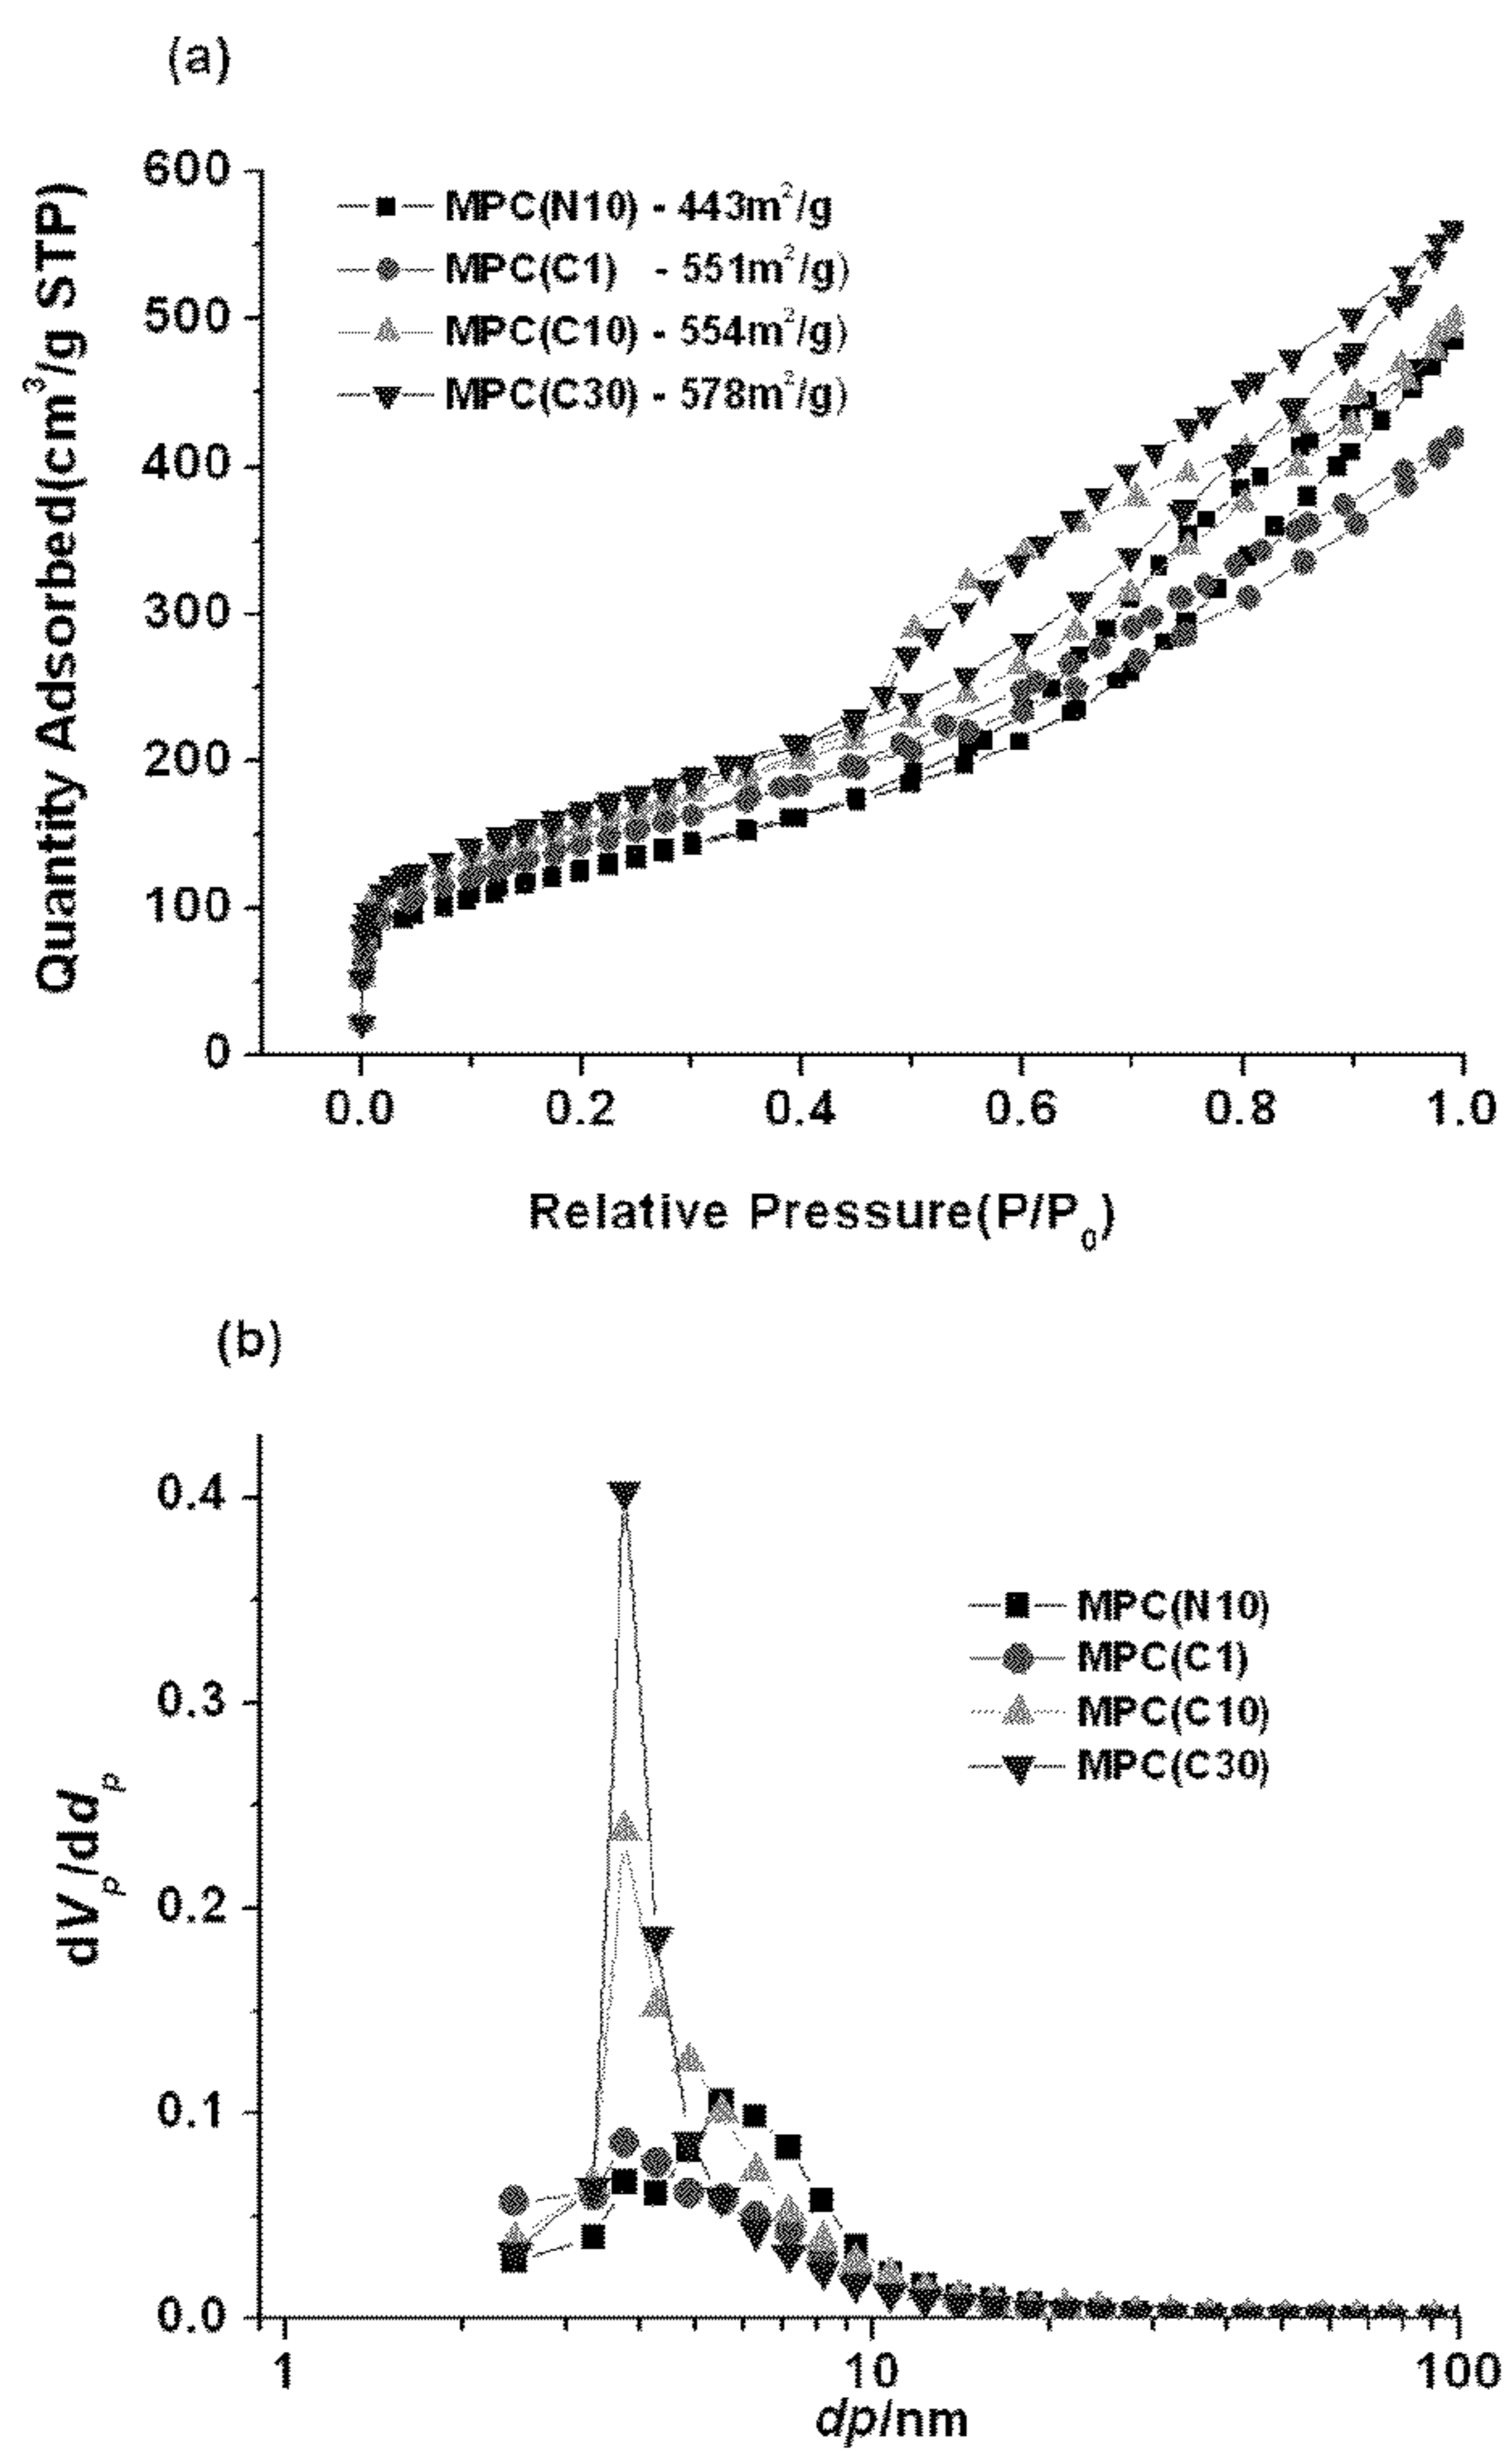 (a)
Quantity Adsorbed(cm³/g STP)
600
500
400
300
200
100
0
MPC(N10) - 443m²/g
MPC(C1) - 551m²/g)
MPC(C10) - 554m²/g)
MPC(C30) - 578m²/g)
0.0 0.2 0.4 0.6 0.8 1.0
Relative Pressure(P/P₀)
(b)
dVₚ/ddₚ
0.4
0.3
0.2
0.1
0.0
MPC(N10)
MPC(C1)
MPC(C10)
MPC(C30)
1 10 100
dp/nm